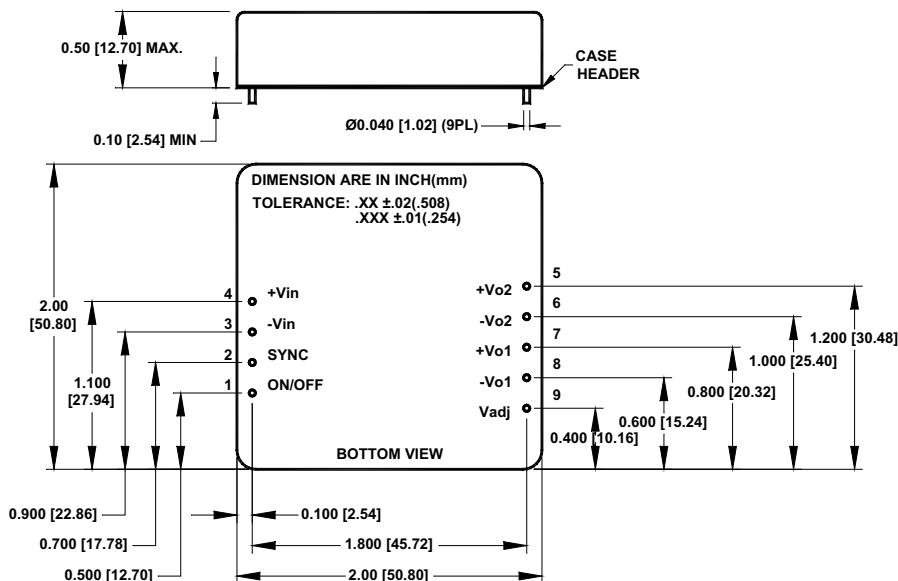 0.50 [12.70] MAX.
CASE
HEADER
0.10 [2.54] MIN
Ø0.040 [1.02] (9PL)
DIMENSION ARE IN INCH(mm)
TOLERANCE: .XX ±.02(.508)
.XXX ±.01(.254)
2.00
[50.80]
1.100
[27.94]
4 +Vin
3 -Vin
2 SYNC
1 ON/OFF
+Vo2 5
-Vo2 6
+Vo1 7
-Vo1 8
Vadj 9
1.200 [30.48]
1.000 [25.40]
0.800 [20.32]
0.600 [15.24]
0.400 [10.16]
BOTTOM VIEW
0.900 [22.86]
0.700 [17.78]
0.500 [12.70]
0.100 [2.54]
1.800 [45.72]
2.00 [50.80]